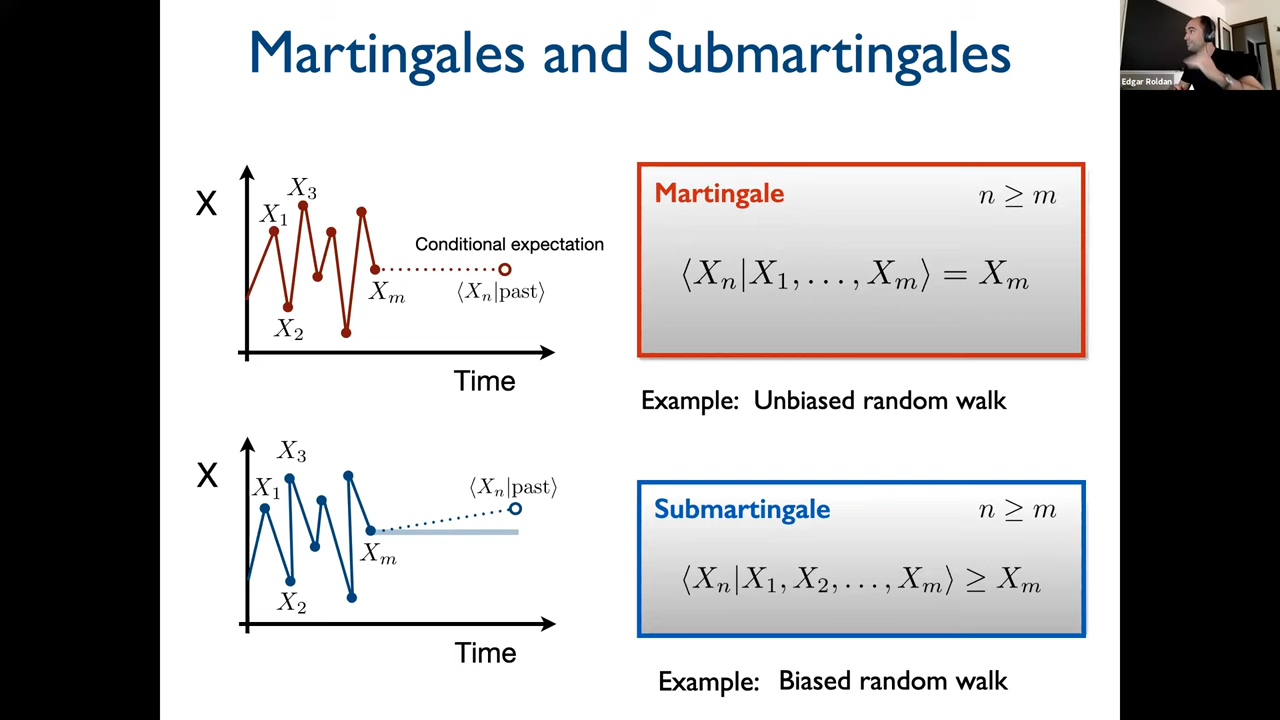 Martingales and Submartingales
Edgar Roldan
X
X₁
X₃
X₂
Conditional expectation
Xₘ
⟨Xₙ|past⟩
Time
Martingale
n ≥ m
⟨Xₙ|X₁, . . . , Xₘ⟩ = Xₘ
Example: Unbiased random walk
X
X₁
X₃
X₂
Xₘ
⟨Xₙ|past⟩
Time
Submartingale
n ≥ m
⟨Xₙ|X₁, X₂, . . . , Xₘ⟩ ≥ Xₘ
Example: Biased random walk